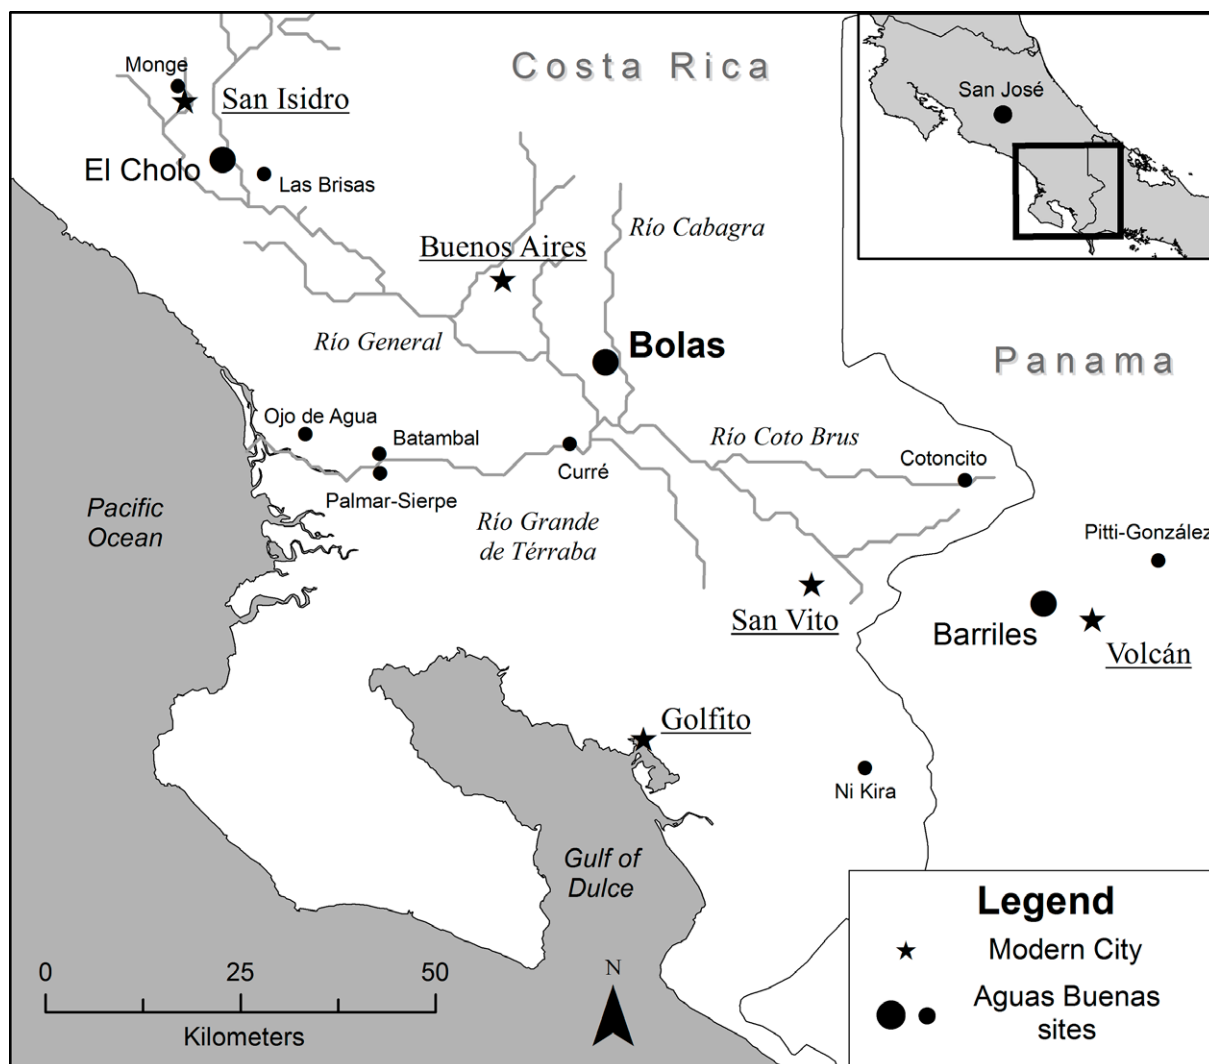 Costa Rica
San José
Monge
San Isidro
El Cholo
Las Brisas
Río Cabagra
Buenos Aires
Río General
Bolas
Panama
Ojo de Agua
Batambal
Palmar-Sierpe
Curré
Río Coto Brus
Cotoncito
Pacific
Ocean
Río Grande
de Térraba
Pitti-González
San Vito
Barriles
Volcán
Golfito
Ni Kira
Gulf of
Dulce
Legend
Modern City
Aguas Buenas
sites
0 25 50
Kilometers
N